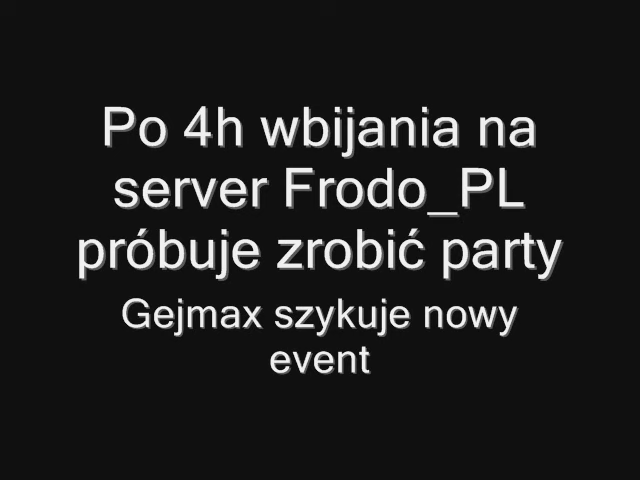 Po 4h wbijania na
server Frodo_PL
próbuje zrobić party
Gejmax szykuje nowy
event